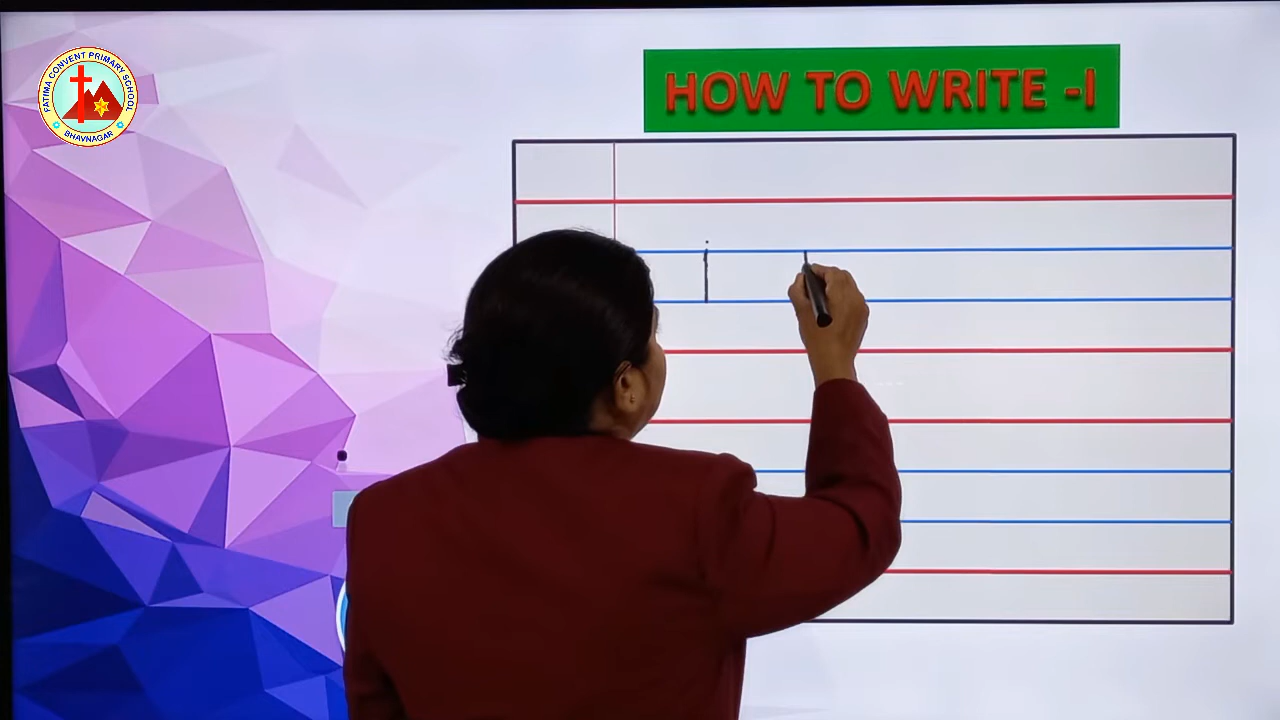 FATIMA CONVENT PRIMARY SCHOOL
BHAVNAGAR
HOW TO WRITE -I
i